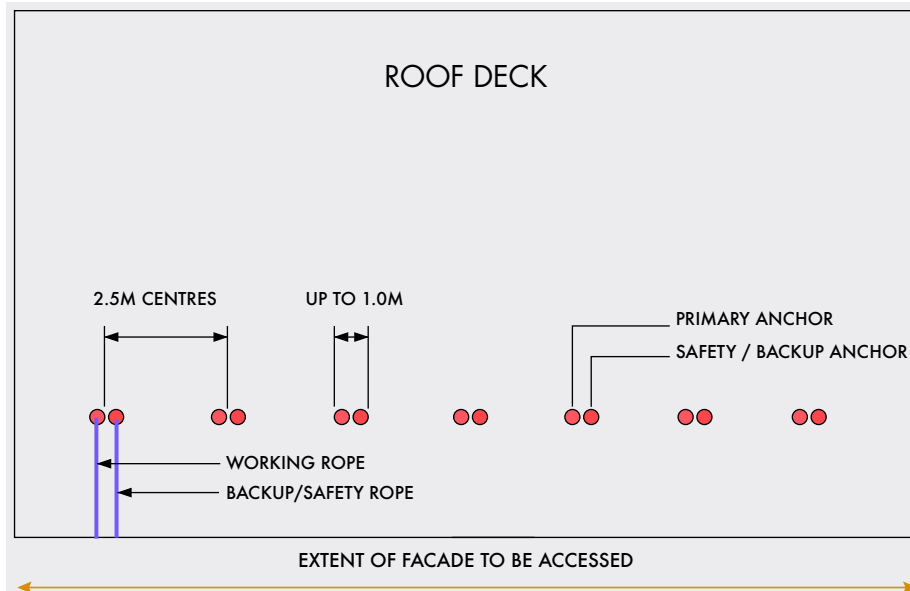 ROOF DECK
2.5M CENTRES
UP TO 1.0M
PRIMARY ANCHOR
SAFETY / BACKUP ANCHOR
WORKING ROPE
BACKUP/SAFETY ROPE
EXTENT OF FACADE TO BE ACCESSED